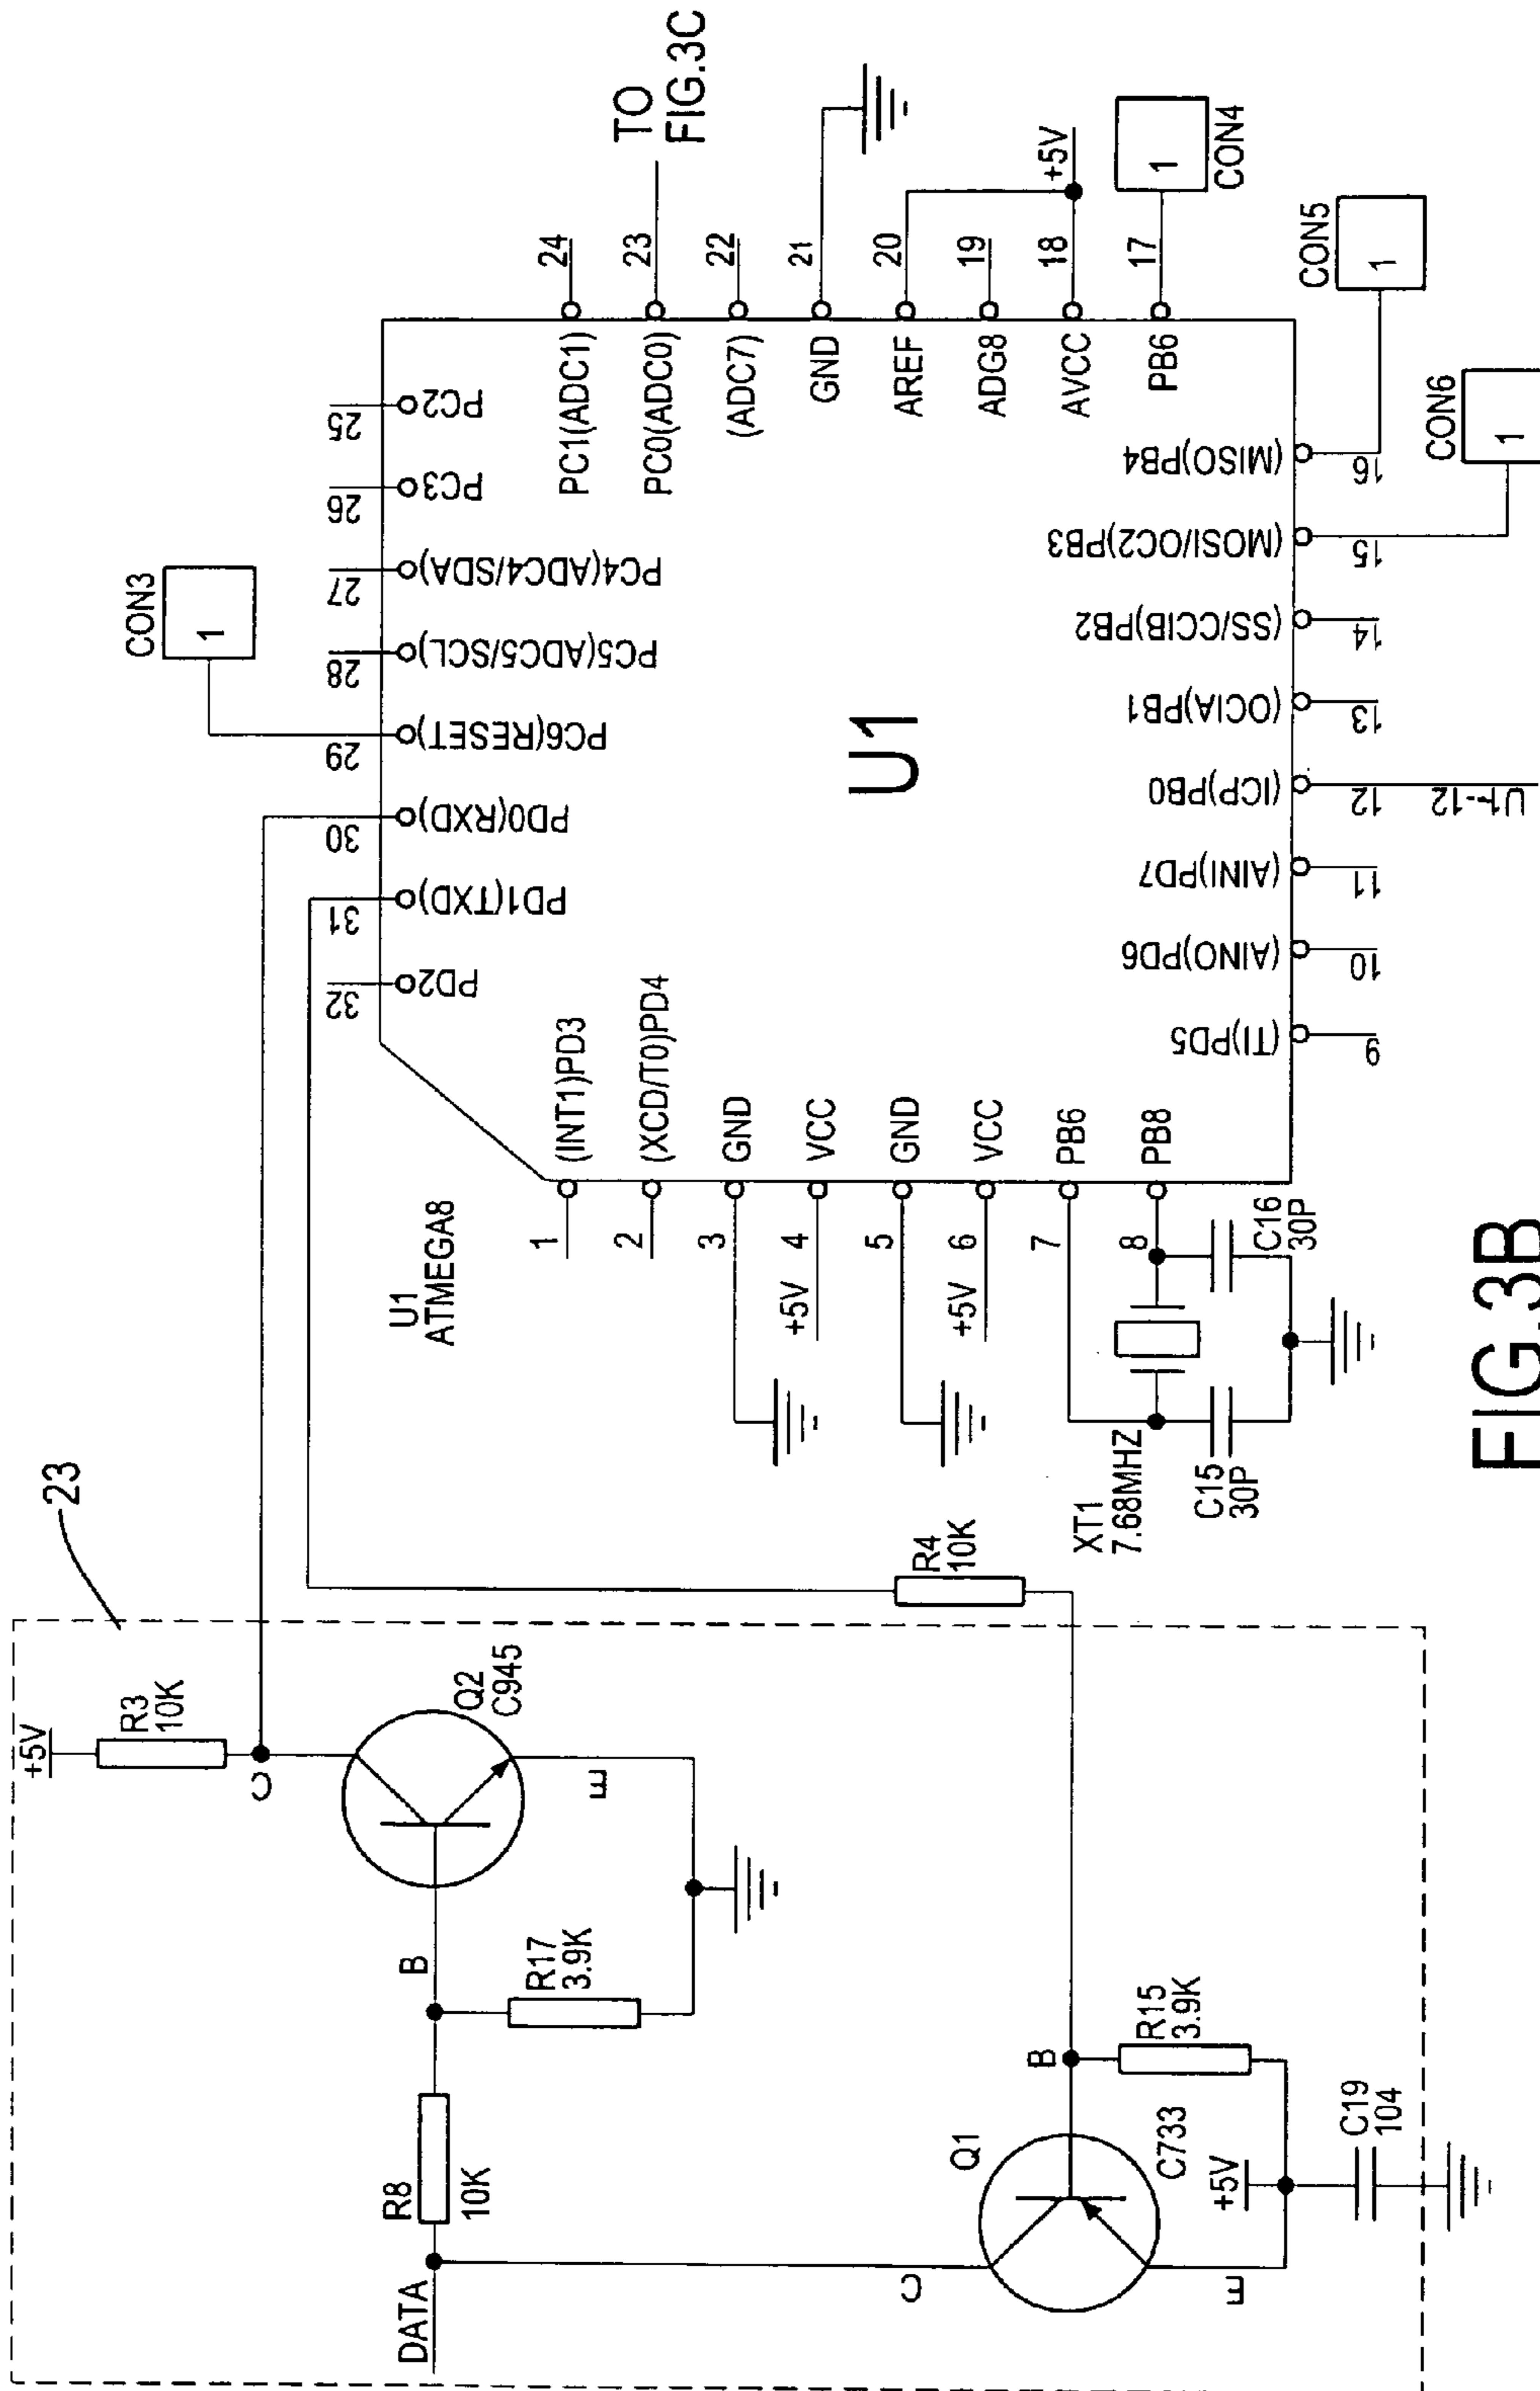 23
+5V
R3
10K
C
Q2
C945
E
B
R17
3.9K
R8
10K
DATA
C
Q1
C733
E
B
R15
3.9K
+5V
C19
104
R4
10K
U1
ATMEGA8
U1
1
(INT1)PD3
2
(XCD/T0)PD4
3
GND
+5V
4
VCC
5
GND
+5V
6
VCC
7
PB6
8
PB8
XT1
7.68MHZ
C15
30P
C16
30P
9
(TI)PD5
10
(AINO)PD6
11
(AINI)PD7
12
(ICP)PB0
U1-12
13
(OCIA)PB1
14
(SS/CCIB)PB2
15
(MOSI/OC2)PB3
16
(MISO)PB4
CON6
1
CON5
1
CON4
1
17
PB6
18
AVCC
+5V
19
ADG8
20
AREF
21
GND
22
(ADC7)
23
PC0(ADC0)
TO
FIG.3C
24
PC1(ADC1)
25
PC2
26
PC3
27
PC4(ADC4/SDA)
28
PC5(ADC5/SCL)
29
PC6(RESET)
CON3
1
30
PD0(RXD)
31
PD1(TXD)
32
PD2
FIG.3B